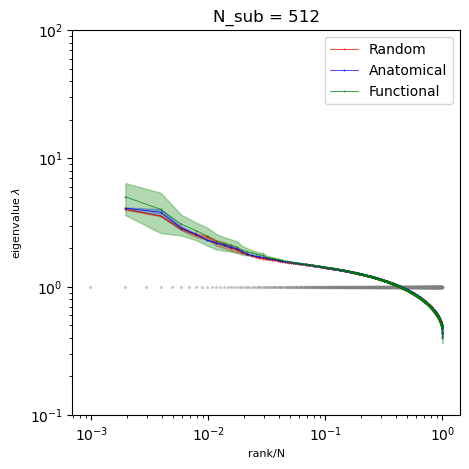 N_sub = 512
Random
Anatomical
Functional
eigenvalue λ
10²
10¹
10⁰
10⁻¹
10⁻³
10⁻²
10⁻¹
10⁰
rank/N